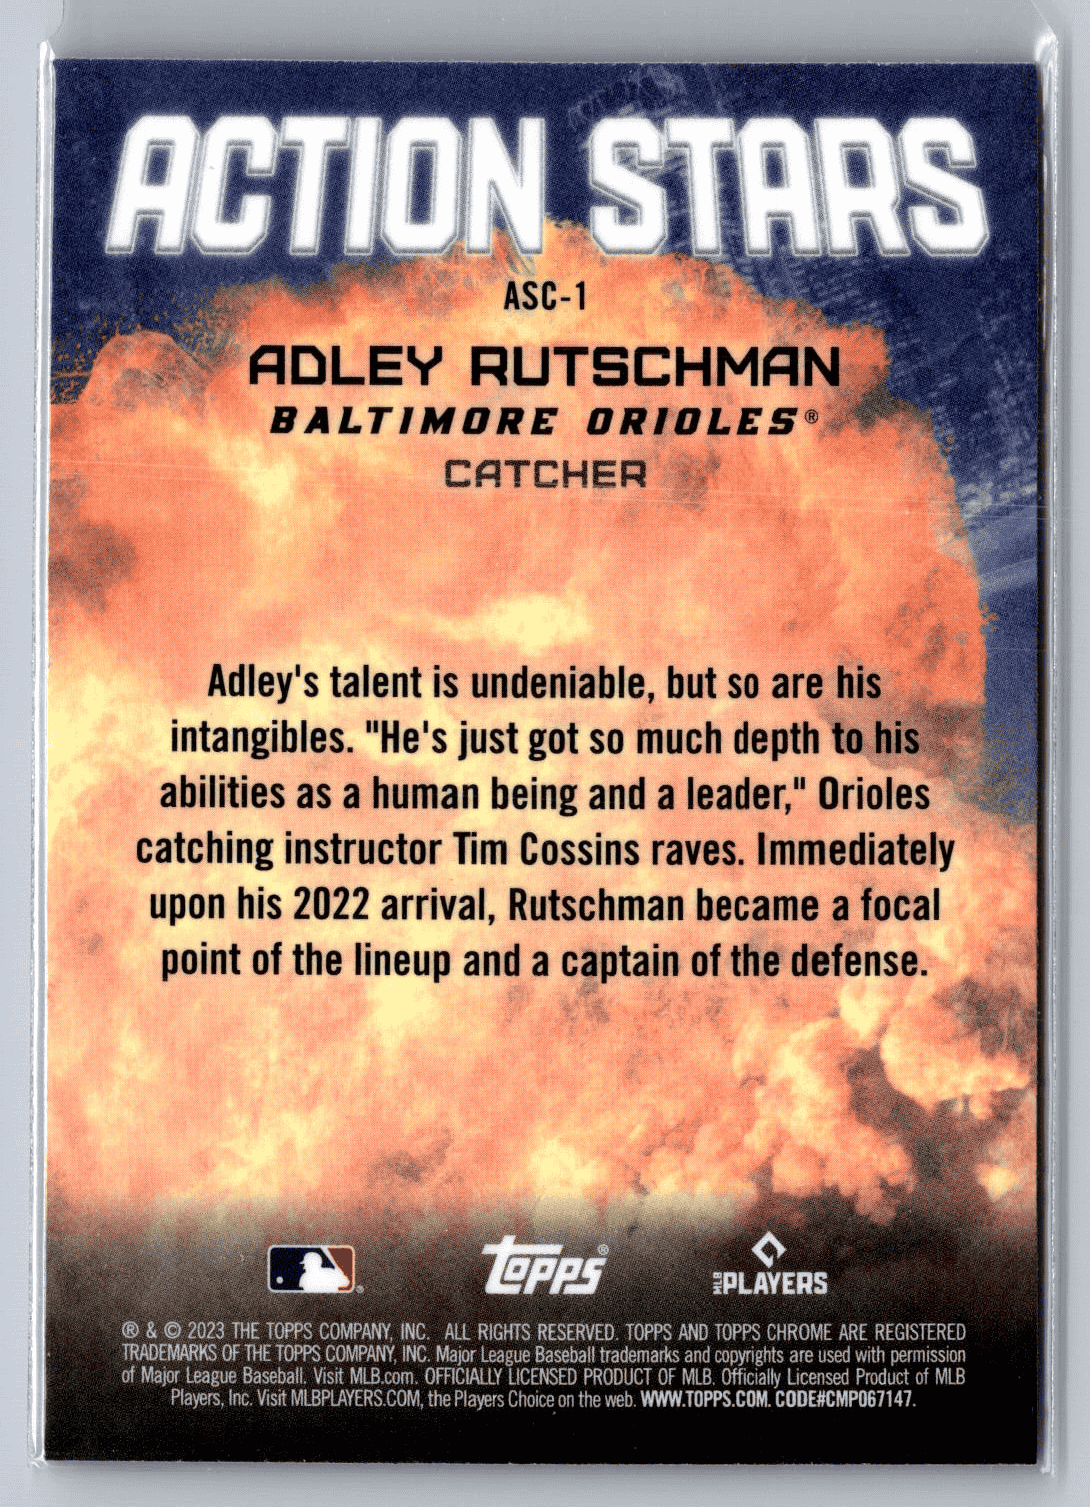 ACTION STARS
ASC-1
ADLEY RUTSCHMAN
BALTIMORE ORIOLES®
CATCHER
Adley's talent is undeniable, but so are his
intangibles. "He's just got so much depth to his
abilities as a human being and a leader," Orioles
catching instructor Tim Cossins raves. Immediately
upon his 2022 arrival, Rutschman became a focal
point of the lineup and a captain of the defense.
®
Topps®
MLB PLAYERS
® & © 2023 THE TOPPS COMPANY, INC. ALL RIGHTS RESERVED. TOPPS AND TOPPS CHROME ARE REGISTERED
TRADEMARKS OF THE TOPPS COMPANY, INC. Major League Baseball trademarks and copyrights are used with permission
of Major League Baseball. Visit MLB.com. OFFICIALLY LICENSED PRODUCT OF MLB. Officially Licensed Product of MLB
Players, Inc. Visit MLBPLAYERS.COM, the Players Choice on the web. WWW.TOPPS.COM. CODE#CMP067147.